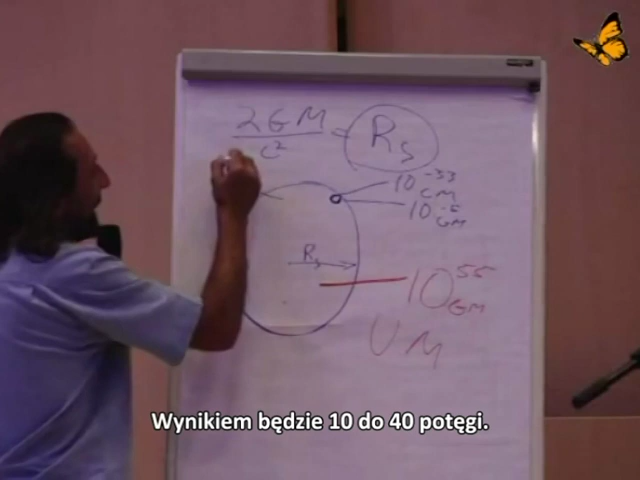 2GM = Rs
c²
10⁻³³
CM
10⁻⁵
GM
Rs
10⁵⁵
GM
UM
Wynikiem będzie 10 do 40 potęgi.